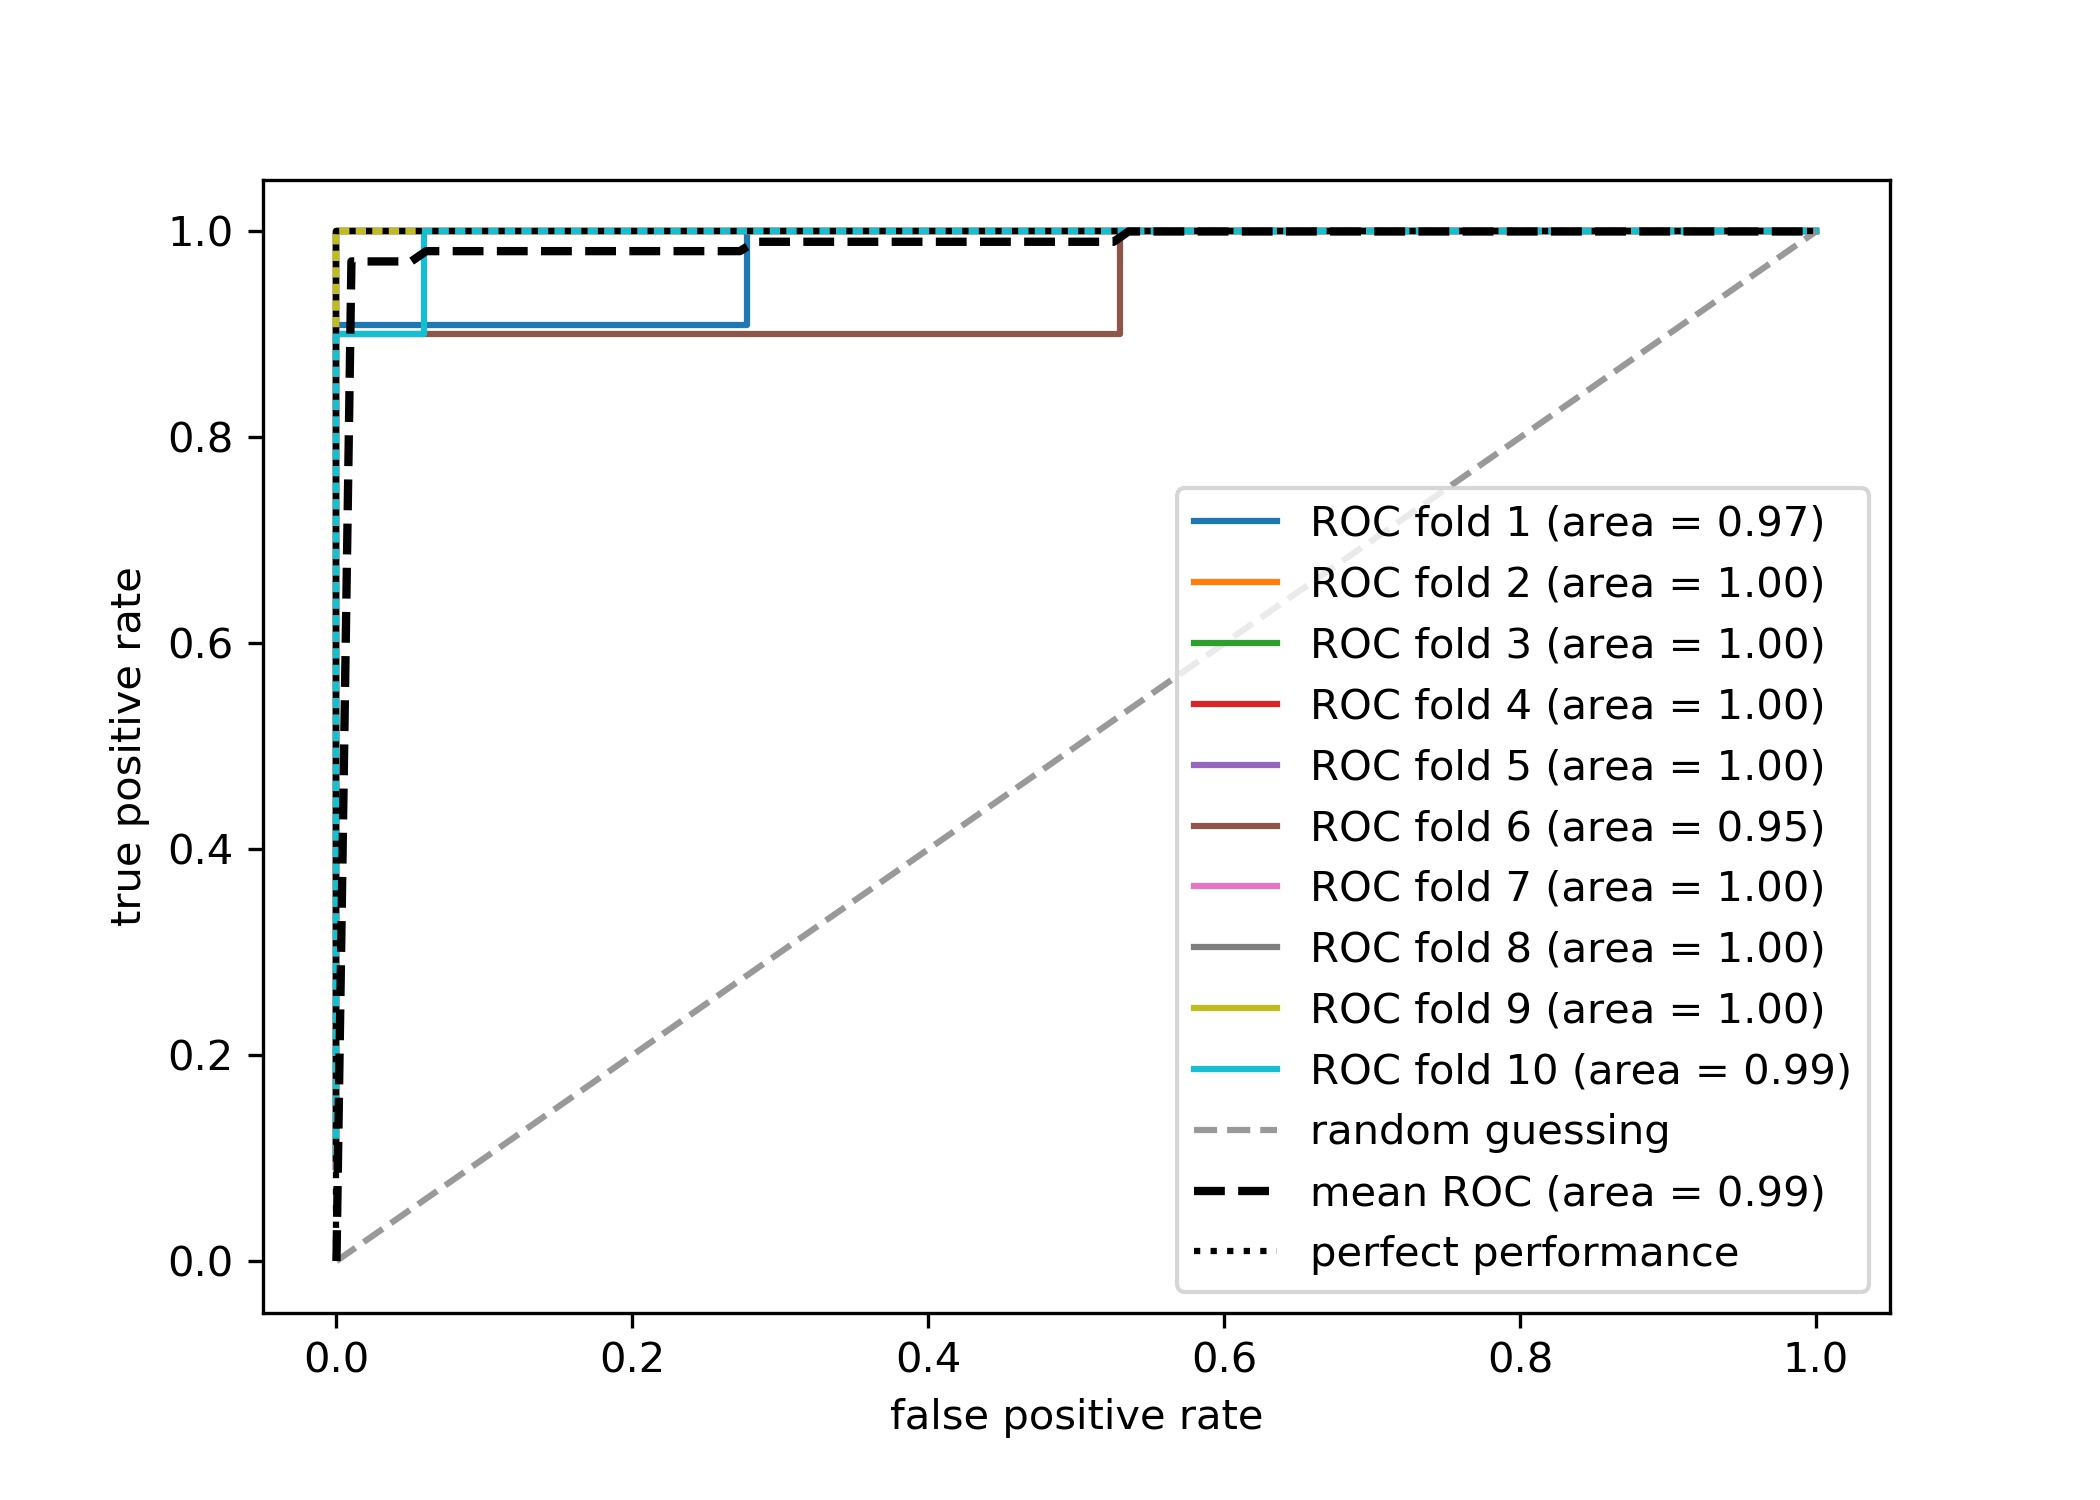 1.0
0.8
0.6
0.4
0.2
0.0
true positive rate
ROC fold 1 (area = 0.97)
ROC fold 2 (area = 1.00)
ROC fold 3 (area = 1.00)
ROC fold 4 (area = 1.00)
ROC fold 5 (area = 1.00)
ROC fold 6 (area = 0.95)
ROC fold 7 (area = 1.00)
ROC fold 8 (area = 1.00)
ROC fold 9 (area = 1.00)
ROC fold 10 (area = 0.99)
random guessing
mean ROC (area = 0.99)
perfect performance
0.0 0.2 0.4 0.6 0.8 1.0
false positive rate